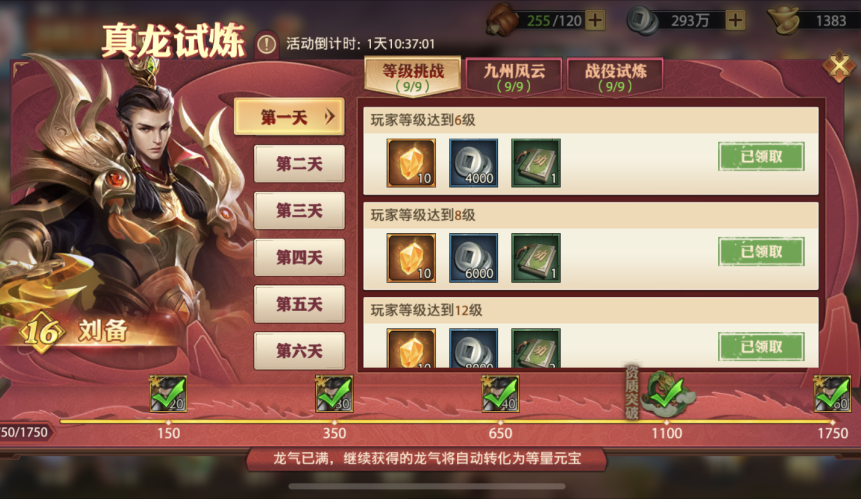 255/120
293万
1383
真龙试炼
活动倒计时：1天10:37:01
等级挑战
（9/9）
九州风云
（9/9）
战役试炼
（9/9）
第一天
第二天
第三天
第四天
第五天
第六天
玩家等级达到6级
10
4000
1
已领取
玩家等级达到8级
10
6000
1
已领取
玩家等级达到12级
已领取
16
刘备
20
30
40
资质突破
60
50/1750
150
350
650
1100
1750
龙气已满，继续获得的龙气将自动转化为等量元宝